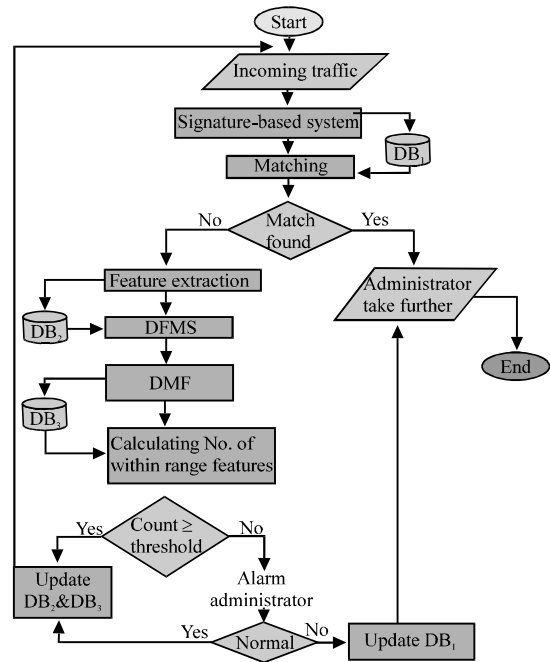 Start
Incoming traffic
Signature-based system
DB1
Matching
No
Match
found
Yes
Feature extraction
Administrator
take further
DB2
DFMS
End
DMF
DB3
Calculating No. of
within range features
Yes
Count ≥
threshold
No
Update
DB2&DB3
Alarm
administrator
Yes
Normal
No
Update DB1